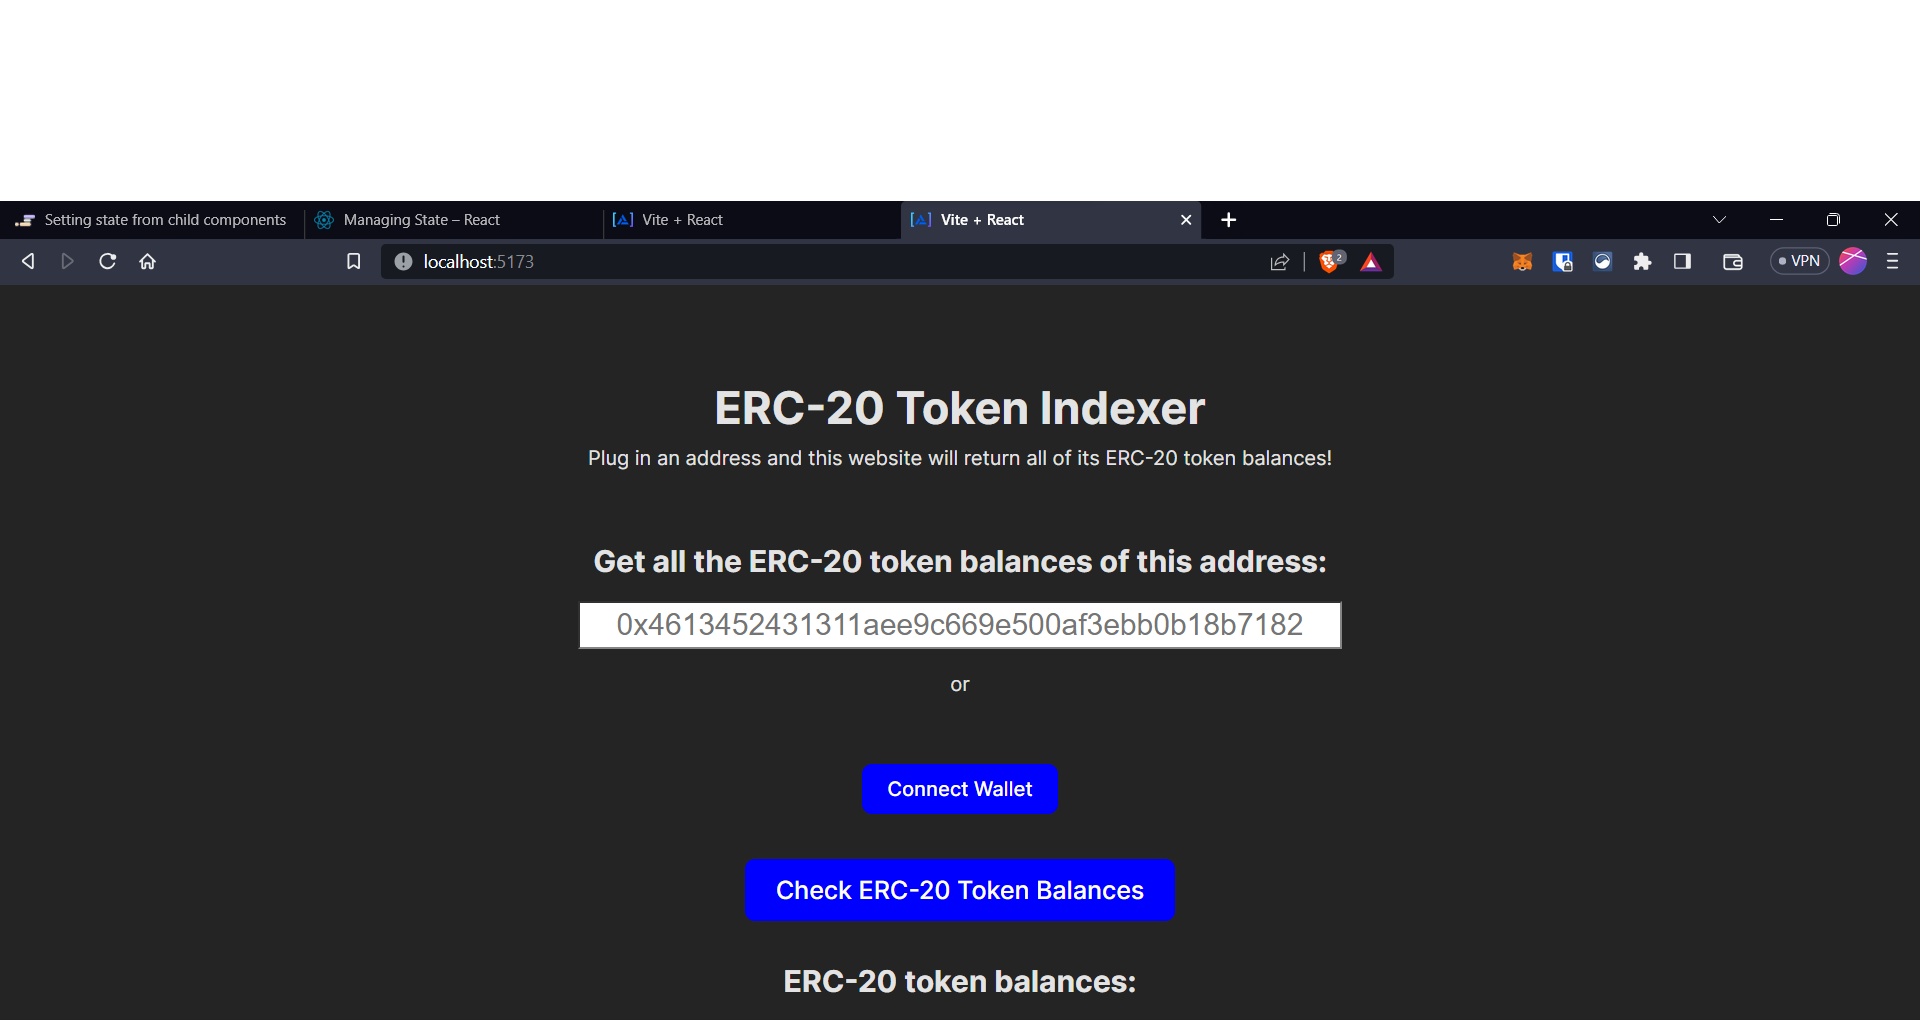 Setting state from child components
Managing State – React
Vite + React
Vite + React
localhost:5173
2
VPN
ERC-20 Token Indexer
Plug in an address and this website will return all of its ERC-20 token balances!
Get all the ERC-20 token balances of this address:
0x4613452431311aee9c669e500af3ebb0b18b7182
or
Connect Wallet
Check ERC-20 Token Balances
ERC-20 token balances: